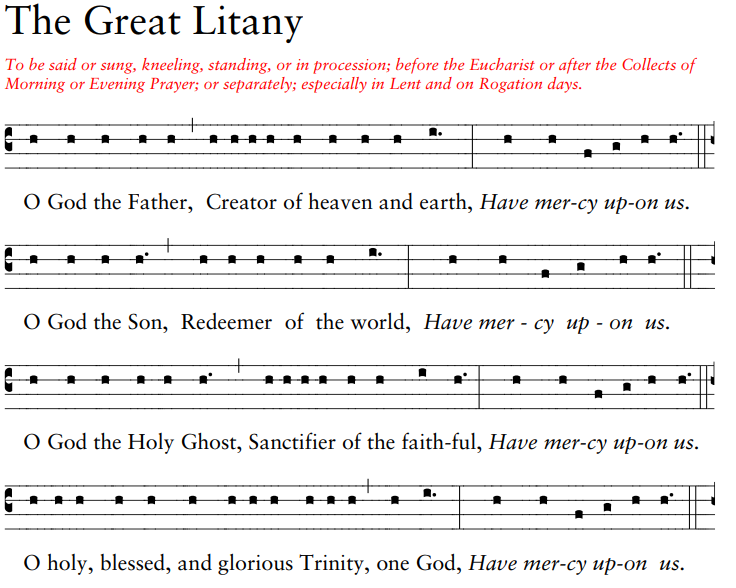 The Great Litany
To be said or sung, kneeling, standing, or in procession; before the Eucharist or after the Collects of
Morning or Evening Prayer; or separately; especially in Lent and on Rogation days.
O God the Father, Creator of heaven and earth, Have mer-cy up-on us.
O God the Son, Redeemer of the world, Have mer - cy up - on us.
O God the Holy Ghost, Sanctifier of the faith-ful, Have mer-cy up-on us.
O holy, blessed, and glorious Trinity, one God, Have mer-cy up-on us.